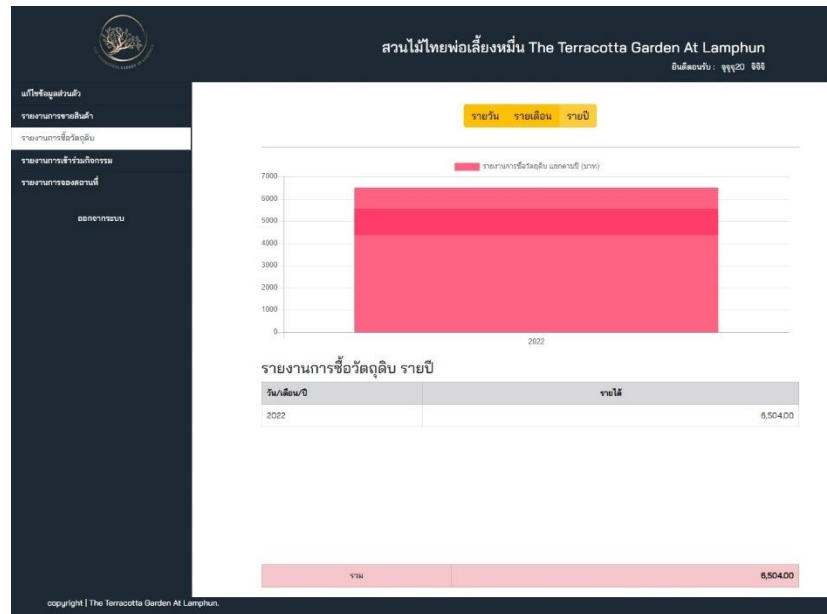 สวนไม้ไทยพ่อเลี้ยงหมื่น The Terracotta Garden At Lamphun
ยินดีตอนรับ : จุจุจุ20 จิจิจิ
แก้ไขข้อมูลส่วนตัว
รายงานการขายสินค้า
รายงานการซื้อวัตถุดิบ
รายงานการเข้าร่วมกิจกรรม
รายงานการจองสถานที่
ออกจากระบบ
รายวัน รายเดือน รายปี
รายงานการซื้อวัตถุดิบ แยกตามปี (บาท)
7000
6000
5000
4000
3000
2000
1000
0
2022
รายงานการซื้อวัตถุดิบ รายปี
วัน/เดือน/ปี รายได้
2022 6,504.00
รวม 6,504.00
copyright | The Terracotta Garden At Lamphun.